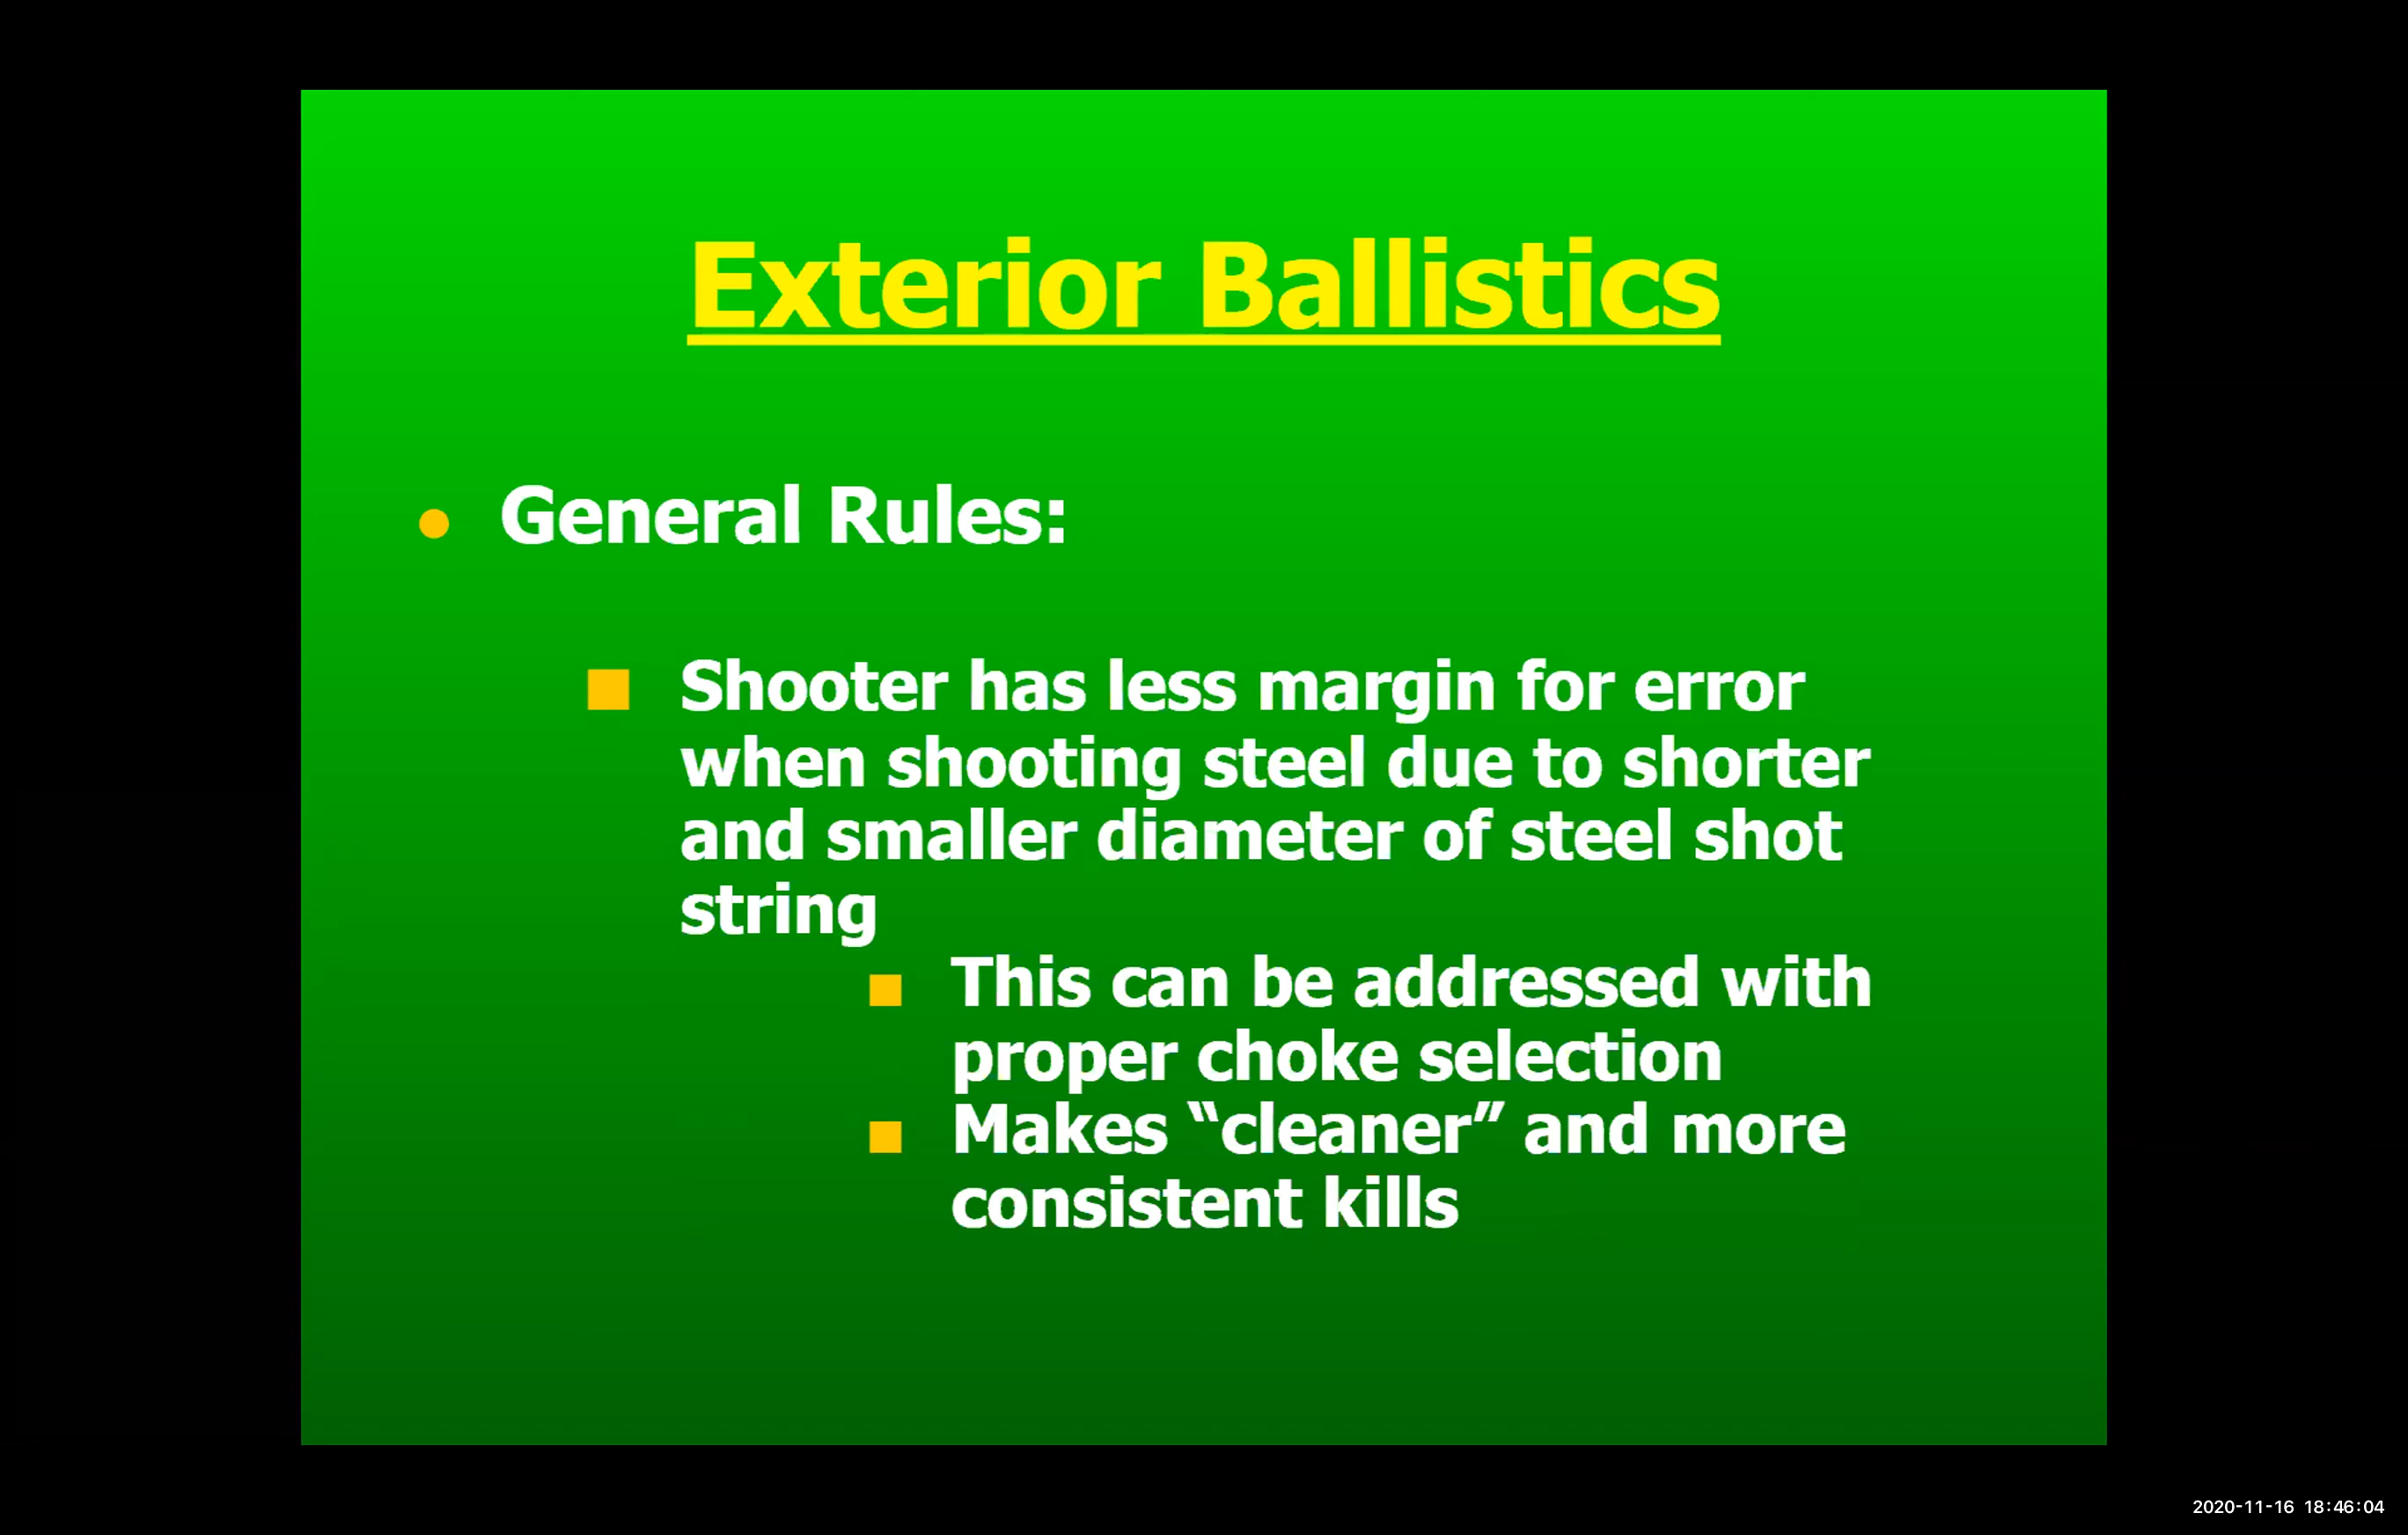 Exterior Ballistics
General Rules:
Shooter has less margin for error
when shooting steel due to shorter
and smaller diameter of steel shot
string
This can be addressed with
proper choke selection
Makes “cleaner” and more
consistent kills
2020-11-16 18:46:04